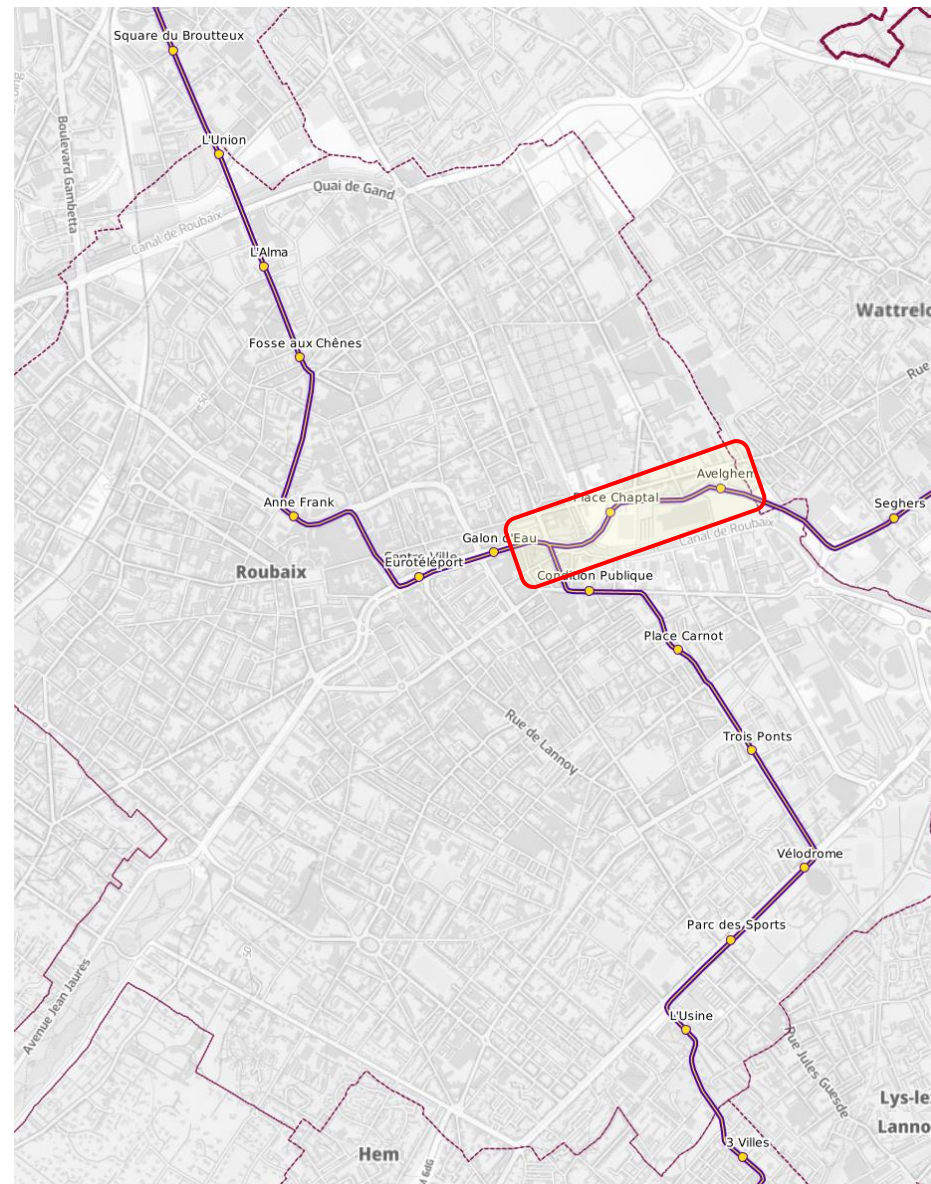 Square du Broutteux
Boulevard Gambetta
L'Union
Quai de Gand
Canal de Roubaix
L'Alma
Wattrelo
Fosse aux Chênes
Rue
Avelghem
Place Chaptal
Anne Frank
Seghers
Canal de Roubaix
Galon d'Eau
Centre Ville
Eurotéléport
Roubaix
Condition Publique
Place Carnot
Rue de Lannoy
Trois Ponts
Vélodrome
Parc des Sports
Avenue Jean Jaurès
L'Usine
Rue Jules Guesde
Lys-le
Lanno
3 Villes
Hem
M 6D